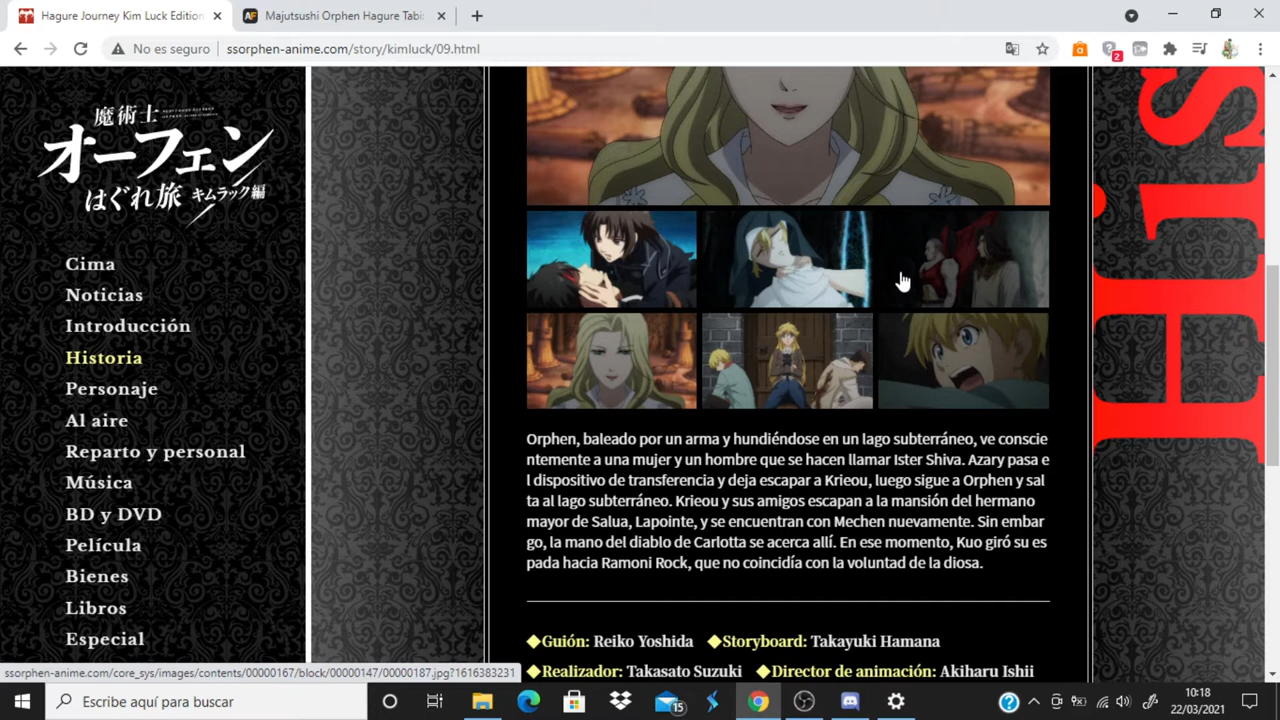 Hagure Journey Kim Luck Edition
Majutsushi Orphen Hagure Tabi:
No es seguro
ssorphen-anime.com/story/kimluck/09.html
2
魔術士
オーフェン
はぐれ旅 キムラック編
Cima
Noticias
Introducción
Historia
Personaje
Al aire
Reparto y personal
Música
BD y DVD
Película
Bienes
Libros
Especial
His
Orphen, baleado por un arma y hundiéndose en un lago subterráneo, ve conscie
ntemente a una mujer y un hombre que se hacen llamar Ister Shiva. Azary pasa e
l dispositivo de transferencia y deja escapar a Krieou, luego sigue a Orphen y sal
ta al lago subterráneo. Krieou y sus amigos escapan a la mansión del hermano
mayor de Salua, Lapointe, y se encuentran con Mechen nuevamente. Sin embar
go, la mano del diablo de Carlotta se acerca allí. En ese momento, Kuo giró su es
pada hacia Ramoni Rock, que no coincidía con la voluntad de la diosa.
◆Guión: Reiko Yoshida ◆Storyboard: Takayuki Hamana
◆Realizador: Takasato Suzuki ◆Director de animación: Akiharu Ishii
ssorphen-anime.com/core_sys/images/contents/00000167/block/00000147/00000187.jpg?1616383231
Escribe aquí para buscar
15
10:18
22/03/2021